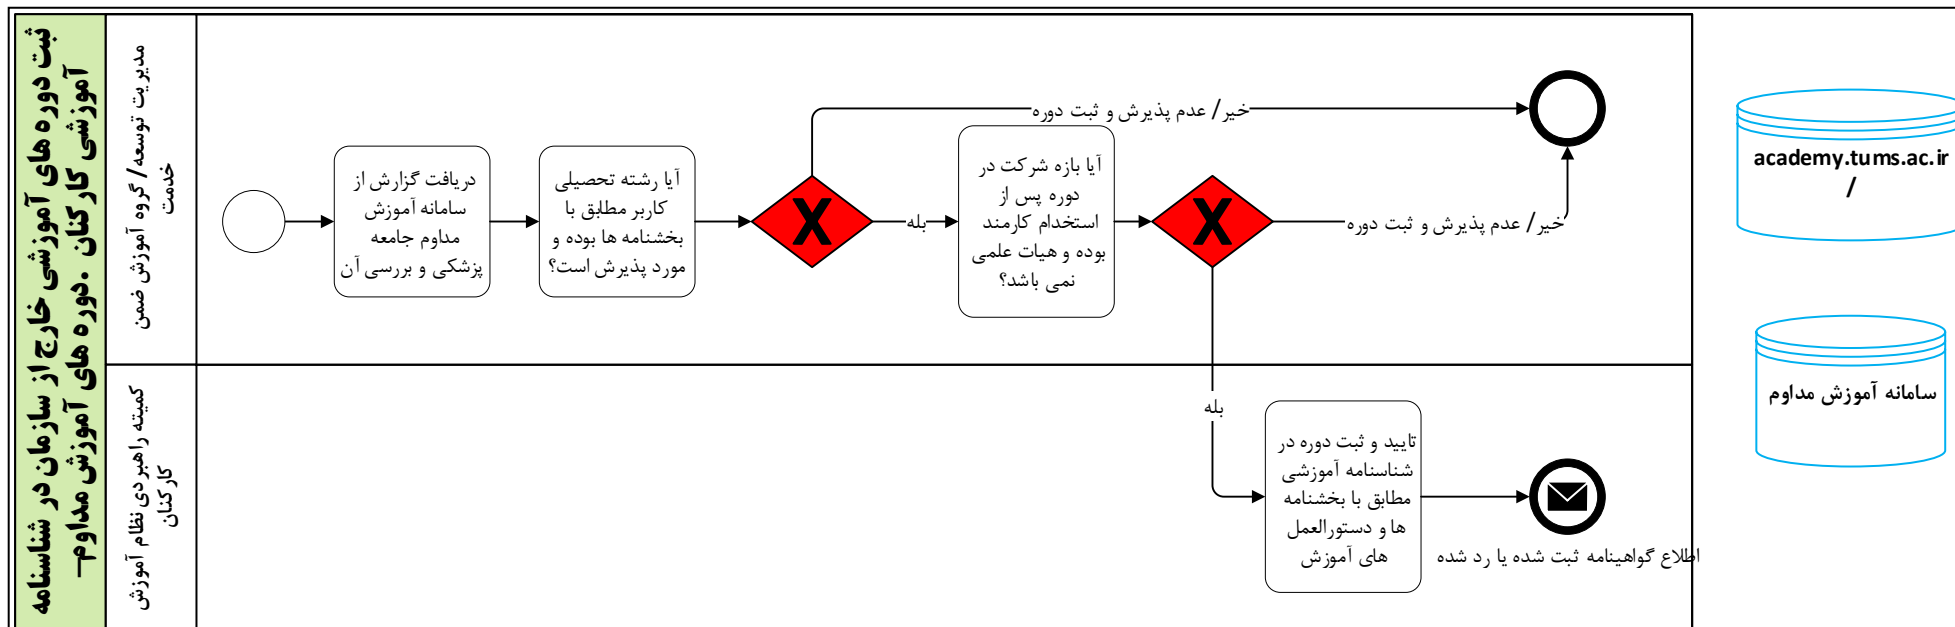 ثبت دوره های آموزشی خارج از سازمان در شناسنامه
آموزشی کارکنان .دوره های آموزش مداوم–
مدیریت توسعه/ گروه آموزش ضمن
خدمت
دریافت گزارش از
سامانه آموزش
مداوم جامعه
پزشکی و بررسی آن
آیا رشته تحصیلی
کاربر مطابق با
بخشنامه ها بوده و
مورد پذیرش است؟
X
خیر/ عدم پذیرش و ثبت دوره
بله
آیا بازه شرکت در
دوره پس از
استخدام کارمند
بوده و هیات علمی
نمی باشد؟
X
خیر/ عدم پذیرش و ثبت دوره
بله
کمیته راهبردی نظام آموزش
کارکنان
تایید و ثبت دوره در
شناسنامه آموزشی
مطابق با بخشنامه
ها و دستورالعمل
های آموزش
اطلاع گواهینامه ثبت شده یا رد شده
academy.tums.ac.ir
/
سامانه آموزش مداوم